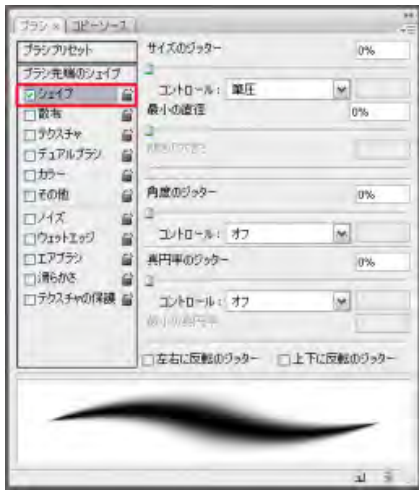 ブラシ × コピーソース
ブラシプリセット
ブラシ先端のシェイプ
シェイプ
散布
テクスチャ
デュアルブラシ
カラー
その他
ノイズ
ウェットエッジ
エアブラシ
滑らかさ
テクスチャの保護
サイズのジッター 0%
コントロール： 筆圧
最小の直径 0%
角度のジッター 0%
コントロール： オフ
真円率のジッター 0%
コントロール： オフ
最小の真円率
左右に反転のジッター 上下に反転のジッター